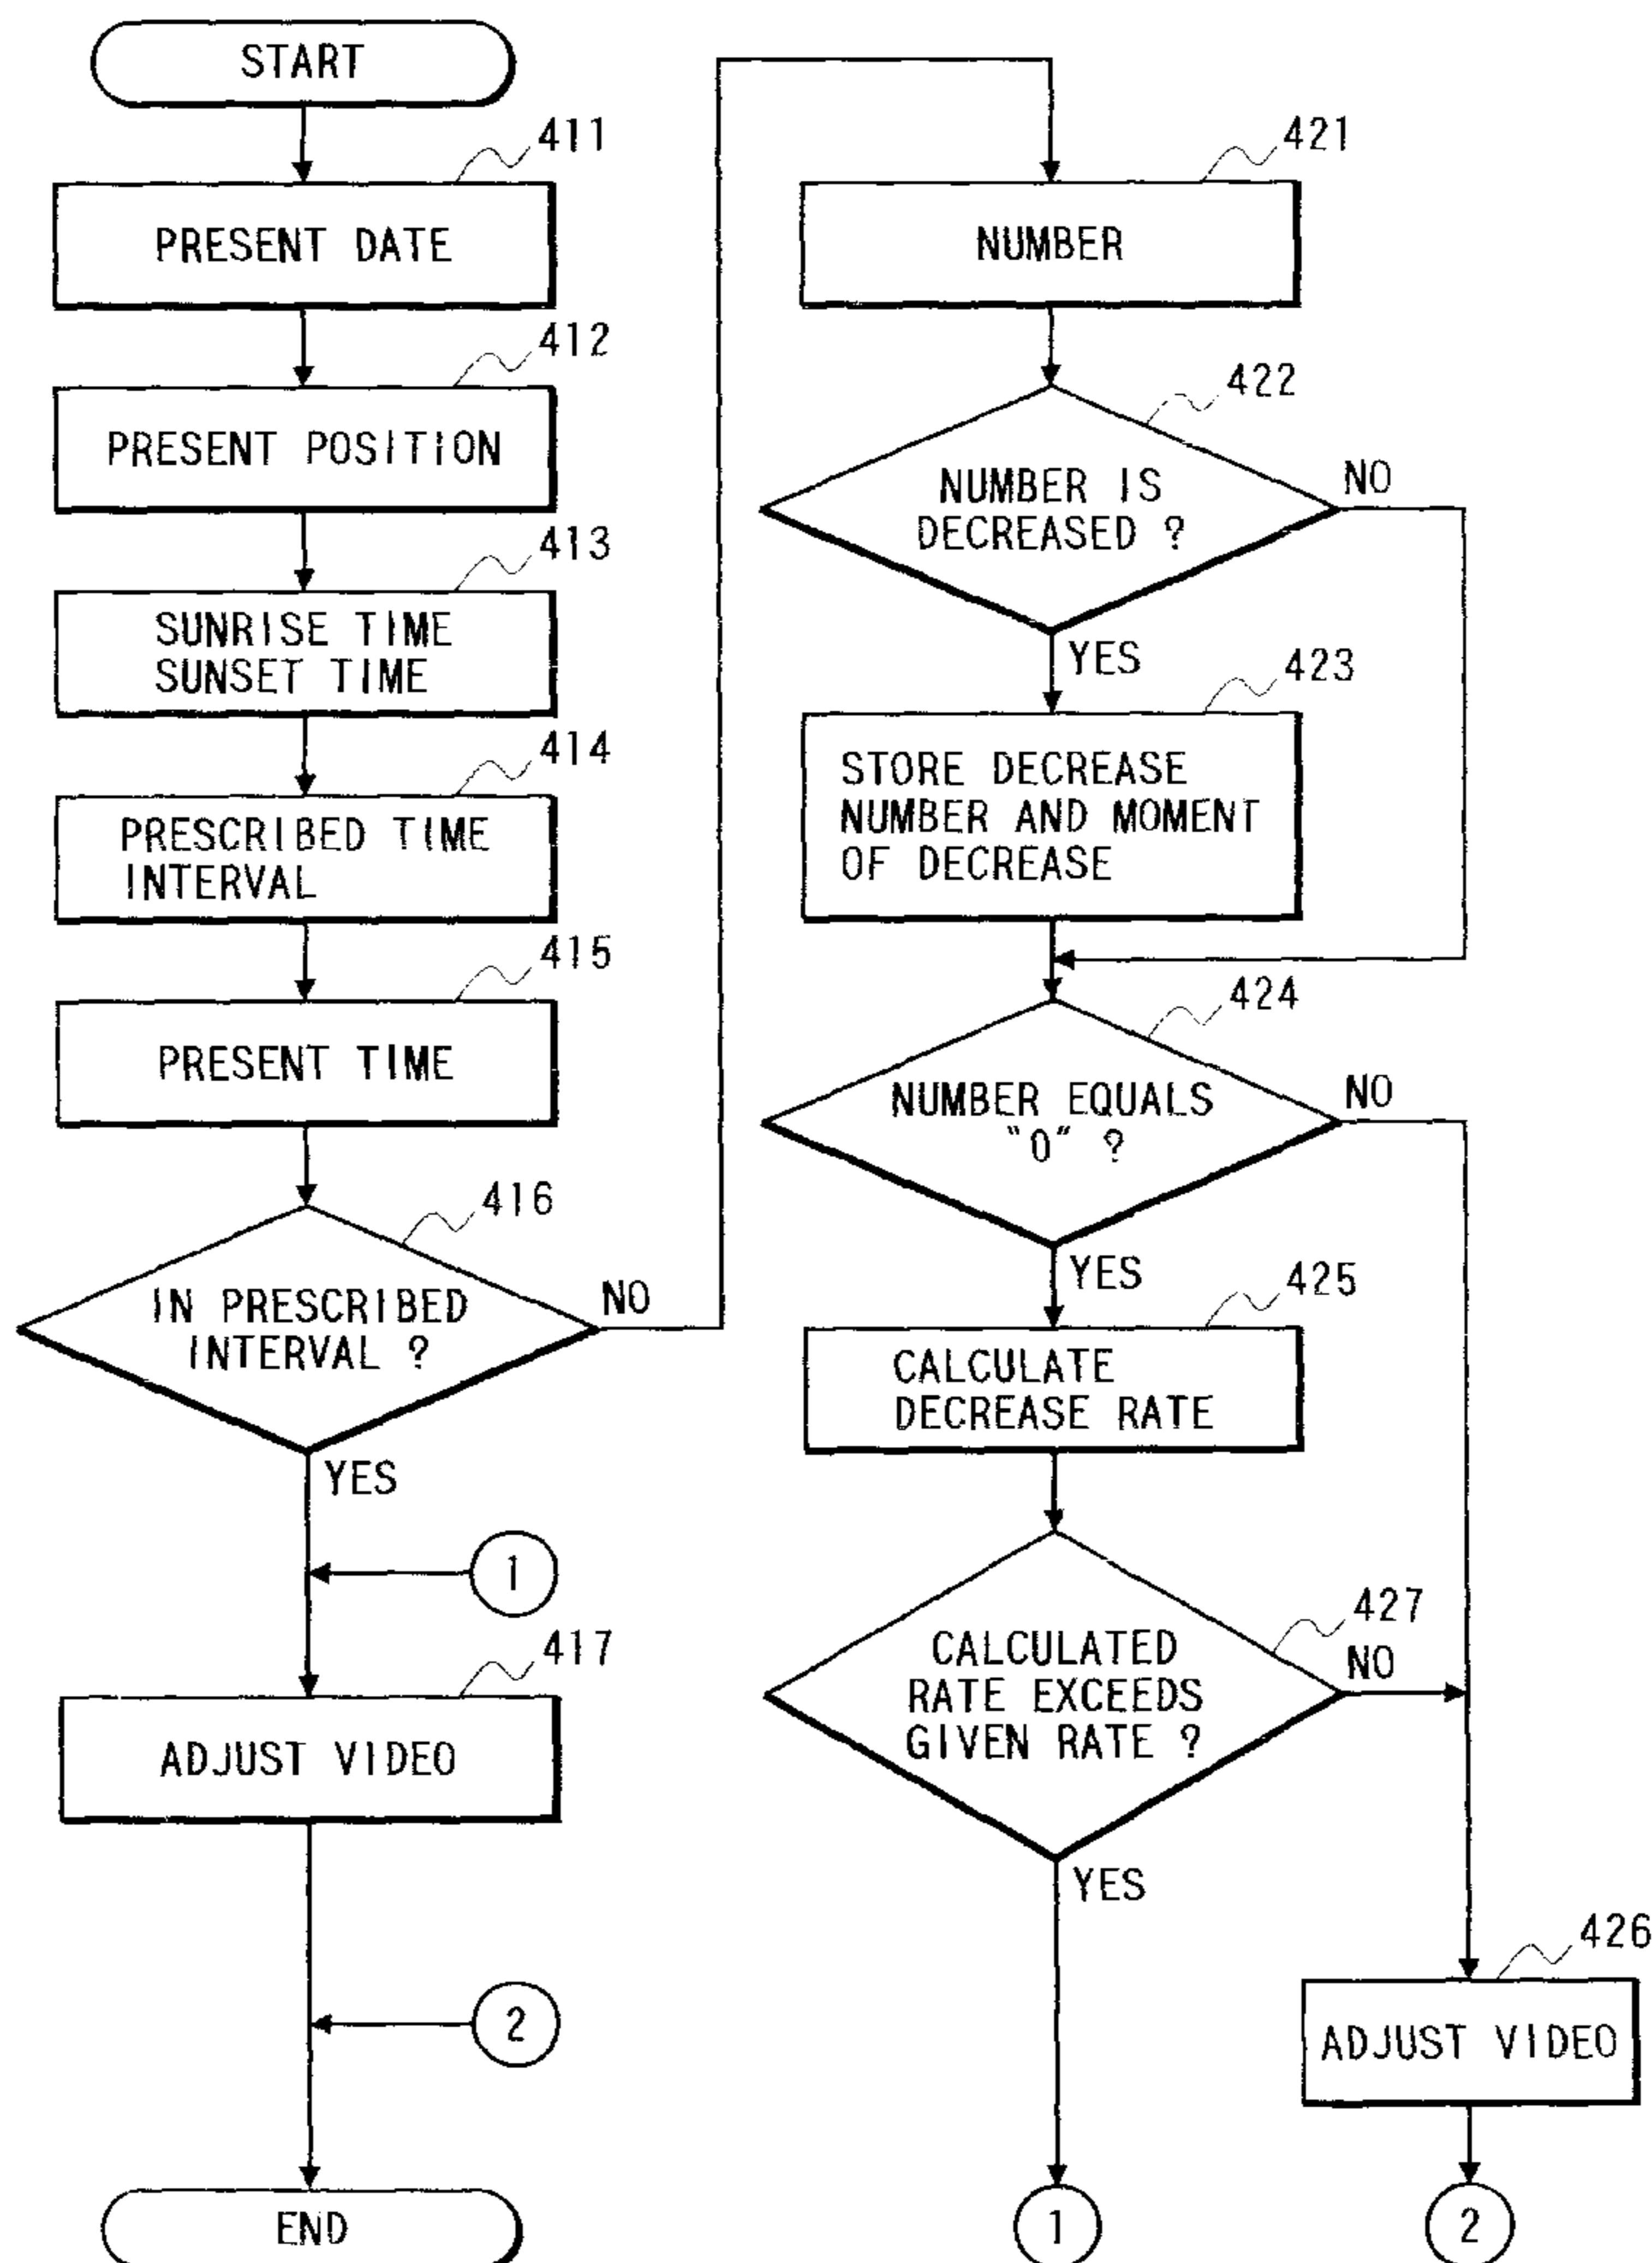 START
411
PRESENT DATE
412
PRESENT POSITION
413
SUNRISE TIME
SUNSET TIME
414
PRESCRIBED TIME
INTERVAL
415
PRESENT TIME
416
IN PRESCRIBED
INTERVAL ?
NO
YES
1
417
ADJUST VIDEO
2
END
421
NUMBER
422
NUMBER IS
DECREASED ?
NO
YES
423
STORE DECREASE
NUMBER AND MOMENT
OF DECREASE
424
NUMBER EQUALS
"0" ?
NO
YES
425
CALCULATE
DECREASE RATE
427
CALCULATED
RATE EXCEEDS
GIVEN RATE ?
NO
YES
426
ADJUST VIDEO
1
2